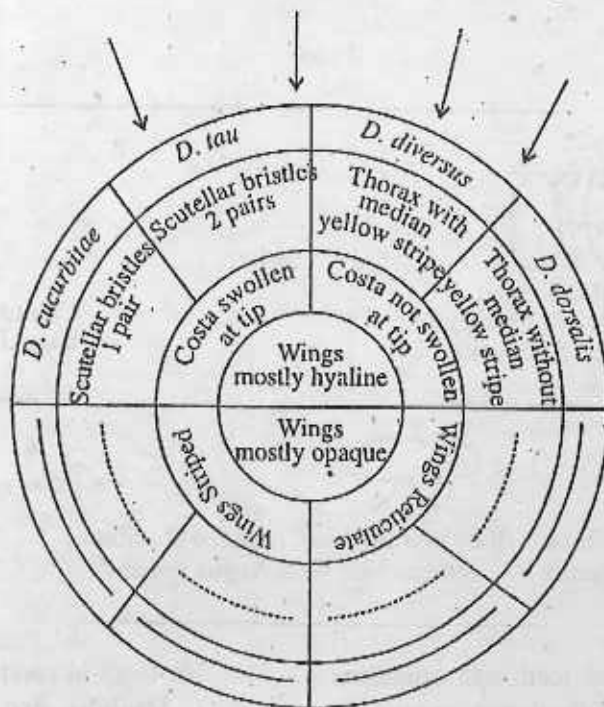 D. cucurbitae
D. tau
D. diversus
D. dorsalis
Scutellar bristles
1 pair
Scutellar bristles
2 pairs
Thorax with
median
yellow stripe
Thorax without
median
yellow stripe
Costa swollen
at tip
Costa not swollen
at tip
Wings
mostly hyaline
Wings
mostly opaque
Wings Striped
Wings Reticulate